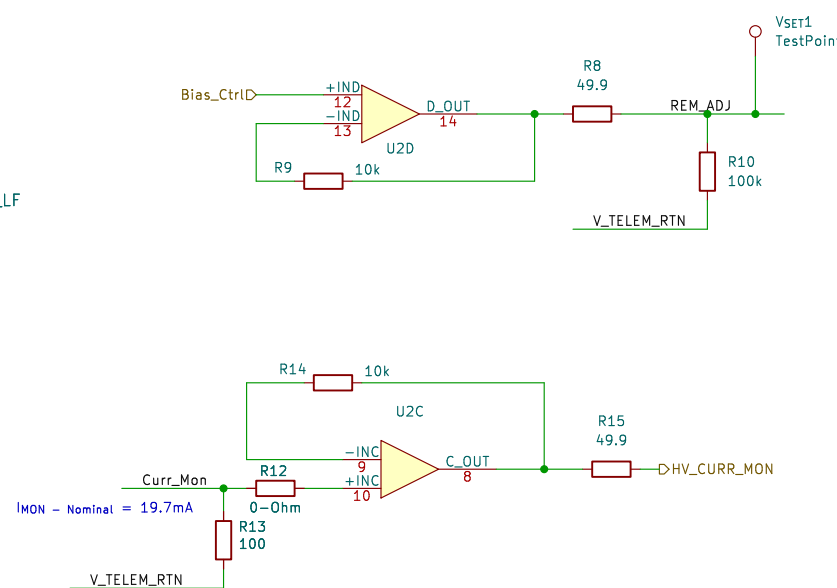 VSET1
TestPoin
R8
49.9
Bias_Ctrl
+IND
12
-IND
13
D_OUT
14
U2D
REM_ADJ
R9
10k
R10
100k
_LF
V_TELEM_RTN
R14
10k
U2C
R15
49.9
-INC
9
+INC
10
C_OUT
8
HV_CURR_MON
Curr_Mon
R12
0-Ohm
IMON - Nominal = 19.7mA
R13
100
V_TELEM_RTN